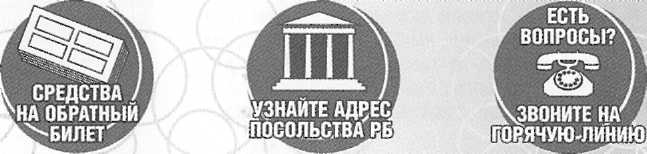 СРЕДСТВА
НА ОБРАТНЫЙ
БИЛЕТ
УЗНАЙТЕ АДРЕС
ПОСОЛЬСТВА РБ
ЕСТЬ
ВОПРОСЫ?
ЗВОНИТЕ НА
ГОРЯЧУЮ-ЛИНИЮ